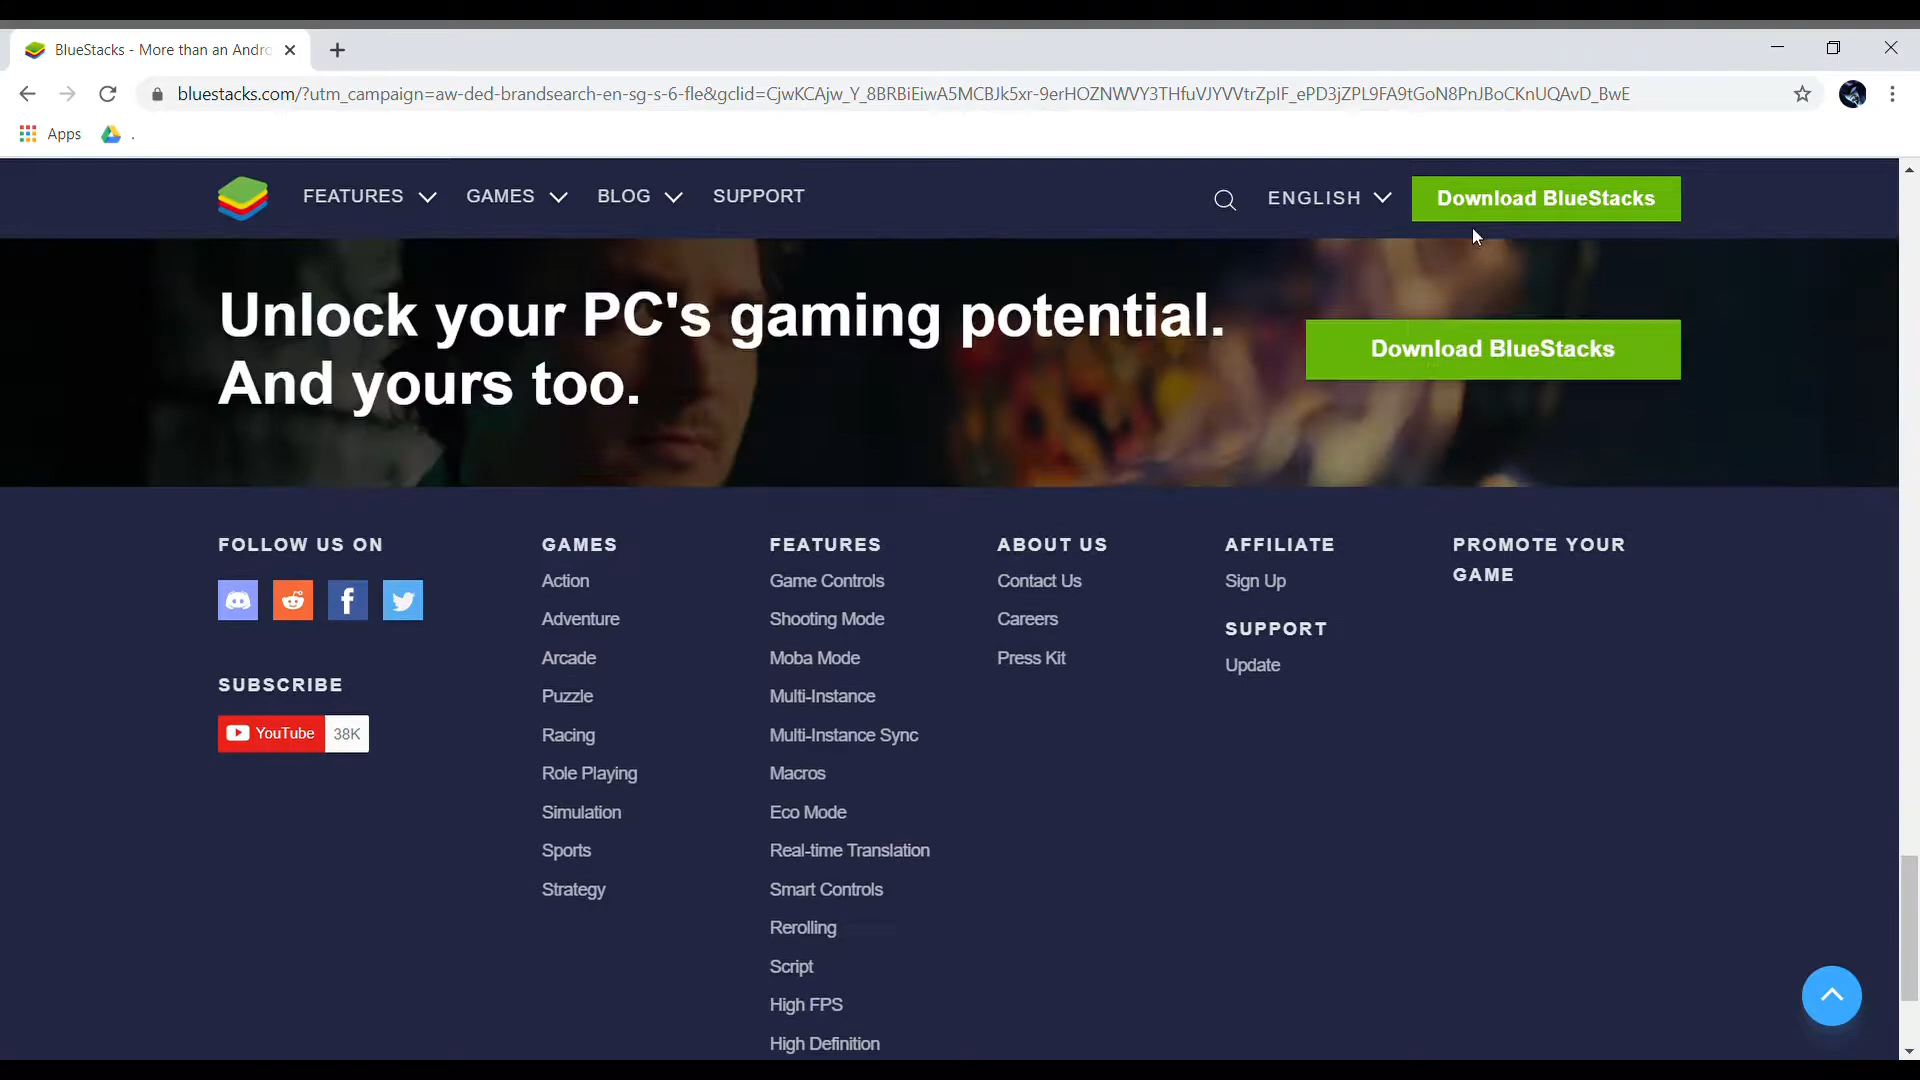 BlueStacks - More than an Andro
bluestacks.com/?utm_campaign=aw-ded-brandsearch-en-sg-s-6-fle&gclid=CjwKCAjw_Y_8BRBiEiwA5MCBJk5xr-9erHOZNWVY3THfuVJYVVtrZpIF_ePD3jZPL9FA9tGoN8PnJBoCKnUQAvD_BwE
Apps .
FEATURES GAMES BLOG SUPPORT ENGLISH Download BlueStacks
Unlock your PC's gaming potential.
And yours too.
Download BlueStacks
FOLLOW US ON
SUBSCRIBE
YouTube 38K
GAMES
Action
Adventure
Arcade
Puzzle
Racing
Role Playing
Simulation
Sports
Strategy
FEATURES
Game Controls
Shooting Mode
Moba Mode
Multi-Instance
Multi-Instance Sync
Macros
Eco Mode
Real-time Translation
Smart Controls
Rerolling
Script
High FPS
High Definition
ABOUT US
Contact Us
Careers
Press Kit
AFFILIATE
Sign Up
SUPPORT
Update
PROMOTE YOUR
GAME